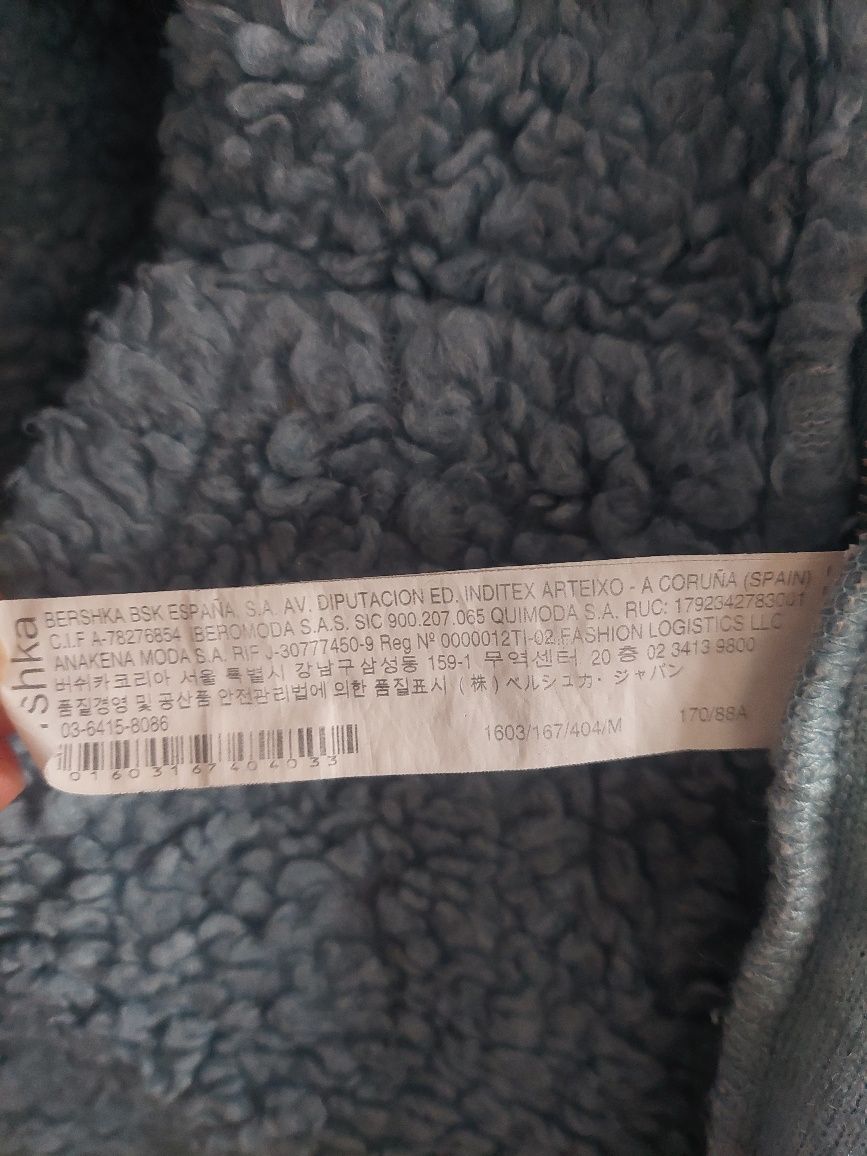 shka
BERSHKA BSK ESPAÑA, S.A. AV. DIPUTACION ED. INDITEX ARTEIXO - A CORUÑA (SPAIN)
C.I.F A-78276854 BEROMODA S.A.S. SIC 900.207.065 QUIMODA S.A. RUC: 1792342783001
ANAKENA MODA S.A. RIF J-30777450-9 Reg Nº 0000012TI-02 FASHION LOGISTICS LLC
버쉬카코리아 서울 특별시 강남구 삼성동 159-1 무역센터 20 층 02 3413 9800
품질경영 및 공산품 안전관리법에 의한 품질표시 (株) ベルシュカ・ジャパン
03-6415-8086
1603/167/404/M 170/88A
01603167404033